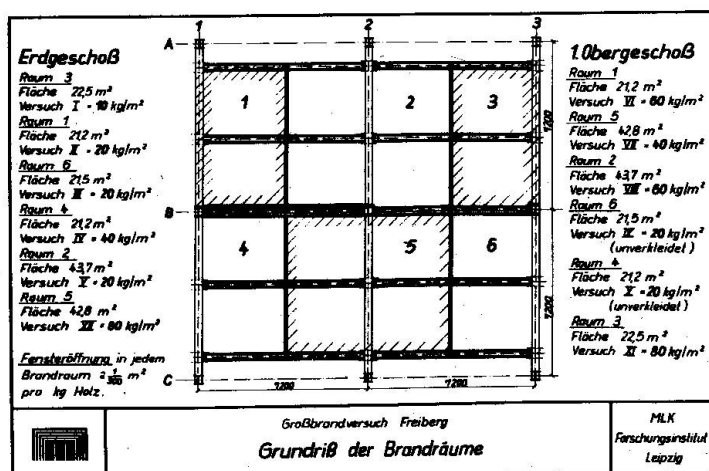 Erdgeschoß
Raum 3
Fläche 22,5 m²
Versuch I = 10 kg/m²
Raum 1
Fläche 21,2 m²
Versuch II = 20 kg/m²
Raum 6
Fläche 21,5 m²
Versuch III = 20 kg/m²
Raum 4
Fläche 21,2 m²
Versuch IV = 40 kg/m²
Raum 2
Fläche 43,7 m²
Versuch V = 20 kg/m²
Raum 5
Fläche 42,8 m²
Versuch XII = 80 kg/m²
Fensteröffnung in jedem
Brandraum = m²
pro kg Holz.
1 2 3
A
B
C
1 2 3
4 5 6
7200
7200
7200 7200
1.Obergeschoß
Raum 1
Fläche 21,2 m²
Versuch VI = 60 kg/m²
Raum 5
Fläche 42,8 m²
Versuch VII = 40 kg/m²
Raum 2
Fläche 43,7 m²
Versuch VIII = 60 kg/m²
Raum 6
Fläche 21,5 m²
Versuch IX = 20 kg/m²
(unverkleidet)
Raum 4
Fläche 21,2 m²
Versuch X = 20 kg/m²
(unverkleidet)
Raum 3
Fläche 22,5 m²
Versuch XI = 80 kg/m²
Großbrandversuch Freiberg
Grundriß der Brandräume
MLK
Forschungsinstitut
Leipzig